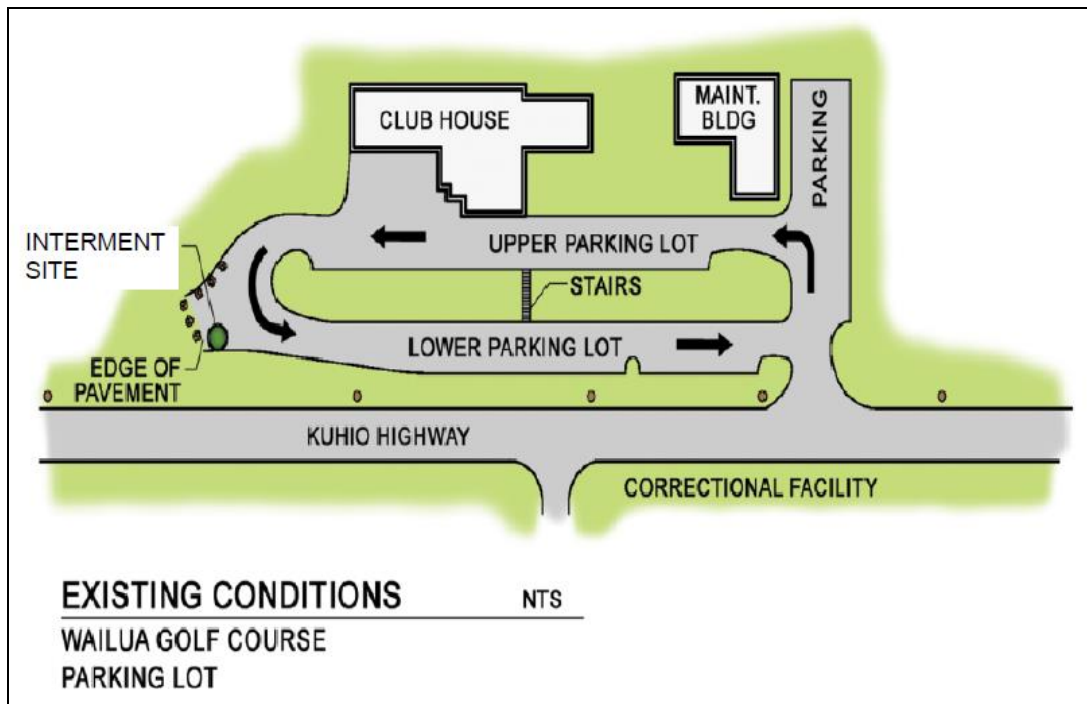 CLUB HOUSE
MAINT.
BLDG
PARKING
INTERMENT
SITE
UPPER PARKING LOT
STAIRS
LOWER PARKING LOT
EDGE OF
PAVEMENT
KUHIO HIGHWAY
CORRECTIONAL FACILITY
EXISTING CONDITIONS NTS
WAILUA GOLF COURSE
PARKING LOT